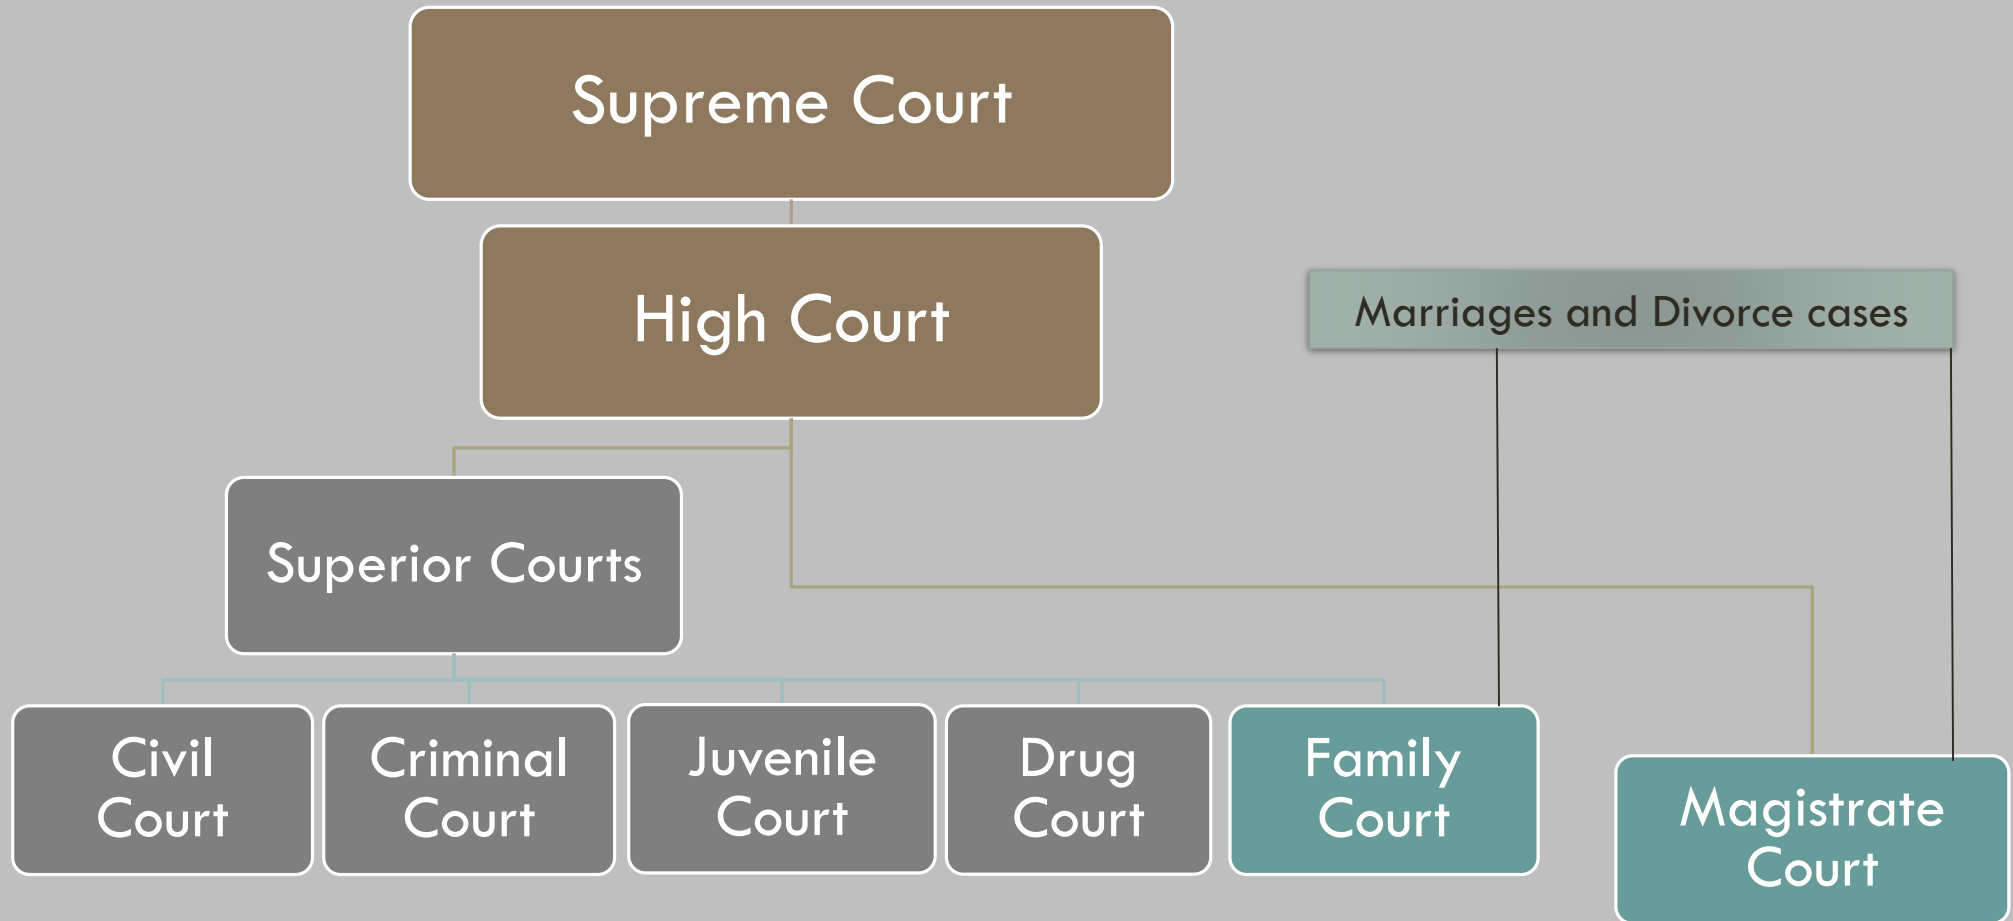 Supreme Court
High Court
Marriages and Divorce cases
Superior Courts
Civil
Court
Criminal
Court
Juvenile
Court
Drug
Court
Family
Court
Magistrate
Court